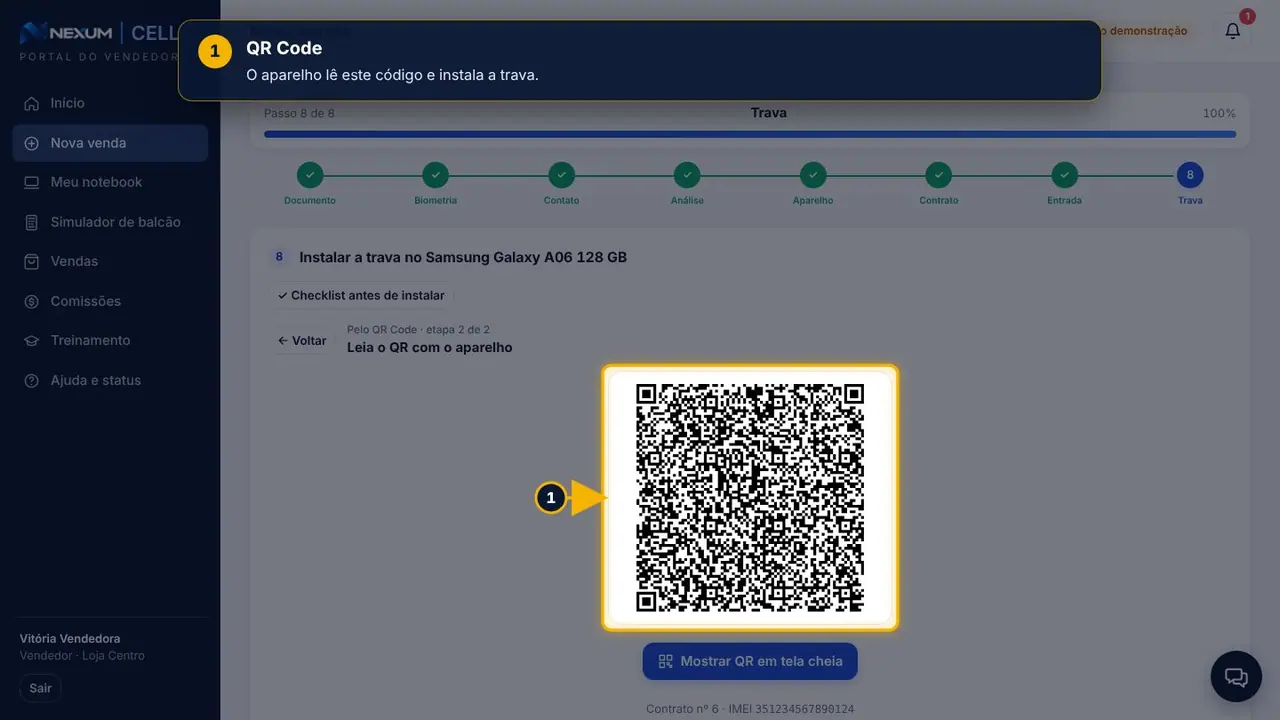 NEXUM | CELL
PORTAL DO VENDEDOR
1
QR Code
O aparelho lê este código e instala a trava.
o demonstração
1
Início
Nova venda
Meu notebook
Simulador de balcão
Vendas
Comissões
Treinamento
Ajuda e status
Passo 8 de 8
Trava
100%
Documento
Biometria
Contato
Análise
Aparelho
Contrato
Entrada
8
Trava
8
Instalar a trava no Samsung Galaxy A06 128 GB
✓ Checklist antes de instalar
← Voltar
Pelo QR Code · etapa 2 de 2
Leia o QR com o aparelho
1
Mostrar QR em tela cheia
Contrato nº 6 · IMEI 351234567890124
Vitória Vendedora
Vendedor · Loja Centro
Sair